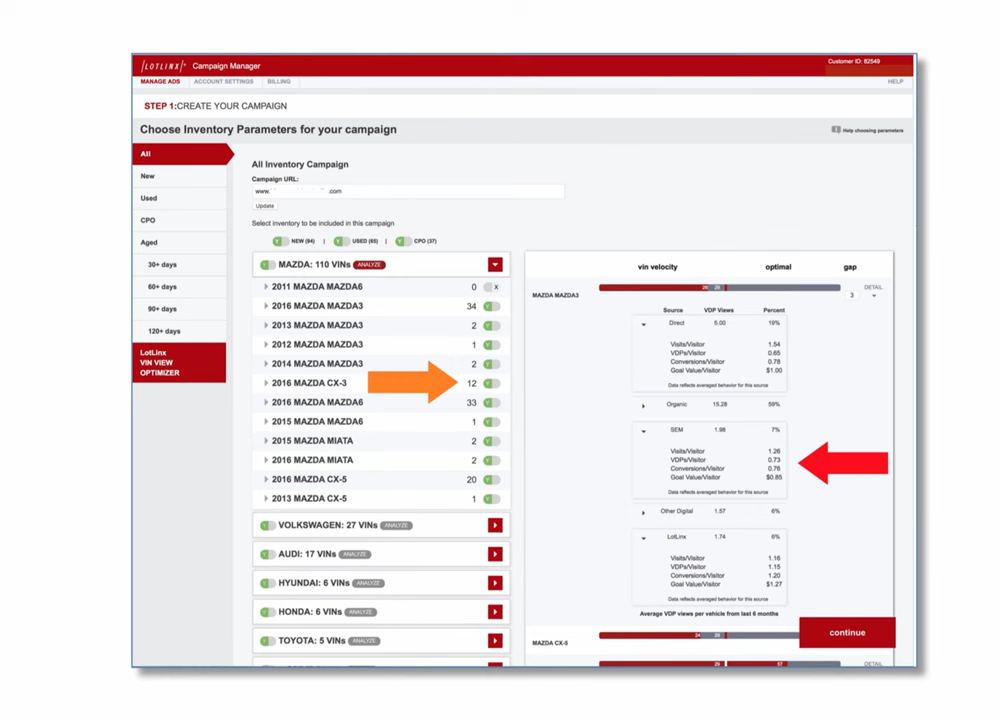 [LOTLINX] Campaign Manager
Customer ID: 82549
MANAGE ADS ACCOUNT SETTINGS BILLING HELP
STEP 1:CREATE YOUR CAMPAIGN
Choose Inventory Parameters for your campaign
Help choosing parameters
All
New
Used
CPO
Aged
30+ days
60+ days
90+ days
120+ days
LotLinx
VIN VIEW
OPTIMIZER
All Inventory Campaign
Campaign URL:
www. .com
Update
Select inventory to be included in this campaign
Y NEW (94) | Y USED (65) | Y CPO (37)
Y MAZDA: 110 VINs ANALYZE
2011 MAZDA MAZDA6 0 X
2016 MAZDA MAZDA3 34 Y
2013 MAZDA MAZDA3 2 Y
2012 MAZDA MAZDA3 1 Y
2014 MAZDA MAZDA3 2 Y
2016 MAZDA CX-3 12 Y
2016 MAZDA MAZDA6 33 Y
2015 MAZDA MAZDA6 1 Y
2015 MAZDA MIATA 2 Y
2016 MAZDA MIATA 2 Y
2016 MAZDA CX-5 20 Y
2013 MAZDA CX-5 1 Y
Y VOLKSWAGEN: 27 VINs ANALYZE
Y AUDI: 17 VINs ANALYZE
Y HYUNDAI: 6 VINs ANALYZE
Y HONDA: 6 VINs ANALYZE
Y TOYOTA: 5 VINs ANALYZE
vin velocity optimal gap
MAZDA MAZDA3 29 3 DETAIL
Source VDP Views Percent
Direct 5.00 19%
Visits/Visitor 1.54
VDPs/Visitor 0.65
Conversions/Visitor 0.78
Goal Value/Visitor $1.00
Data reflects averaged behavior for this source
Organic 15.28 59%
SEM 1.98 7%
Visits/Visitor 1.26
VDPs/Visitor 0.73
Conversions/Visitor 0.76
Goal Value/Visitor $0.85
Data reflects averaged behavior for this source
Other Digital 1.57 6%
LotLinx 1.74 6%
Visits/Visitor 1.16
VDPs/Visitor 1.15
Conversions/Visitor 1.20
Goal Value/Visitor $1.27
Data reflects averaged behavior for this source
Average VDP views per vehicle from last 6 months
continue
MAZDA CX-5 24 29
29 57 DETAIL